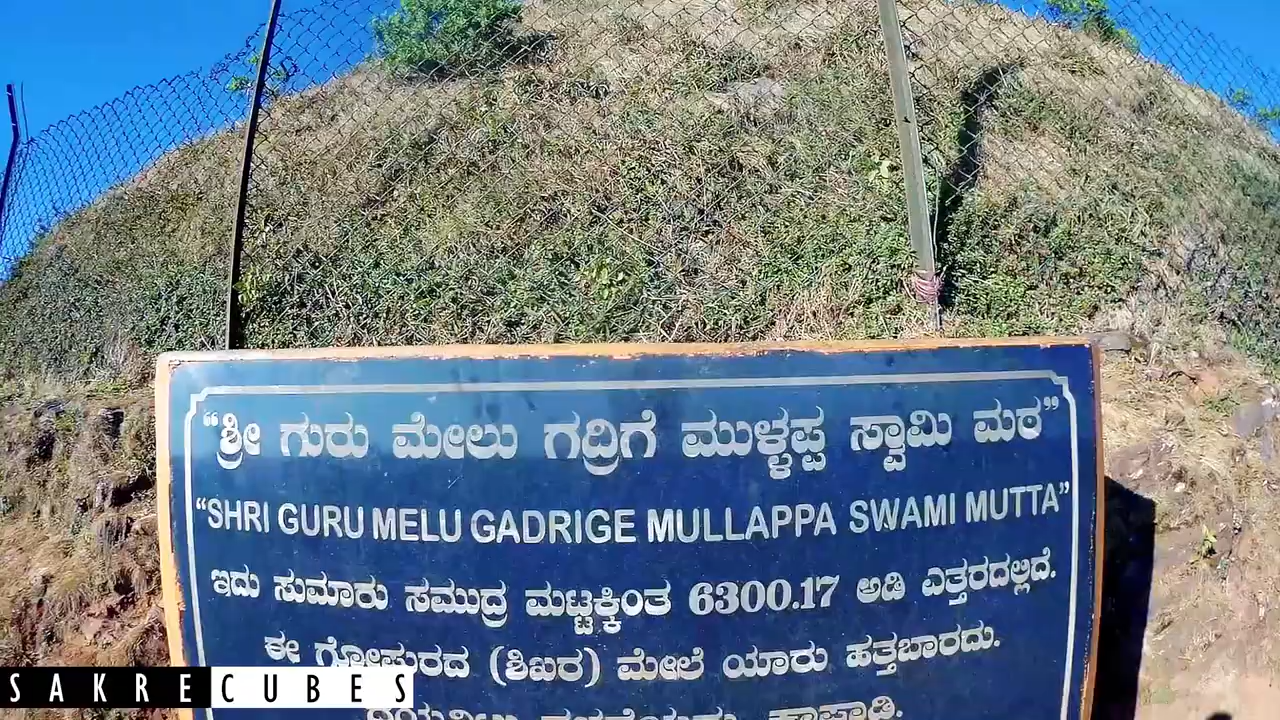 “ಶ್ರೀ ಗುರು ಮೇಲು ಗದ್ರಿಗೆ ಮುಳ್ಳಪ್ಪ ಸ್ವಾಮಿ ಮಠ”
“SHRI GURU MELU GADRIGE MULLAPPA SWAMI MUTTA”
ಇದು ಸುಮಾರು ಸಮುದ್ರ ಮಟ್ಟಕ್ಕಿಂತ 6300.17 ಅಡಿ ಎತ್ತರದಲ್ಲಿದೆ.
ಈ ಗೋಪುರದ (ಶಿಖರ) ಮೇಲೆ ಯಾರು ಹತ್ತಬಾರದು.
ಕಾಪಾಡಿ.
SAKRECUBES